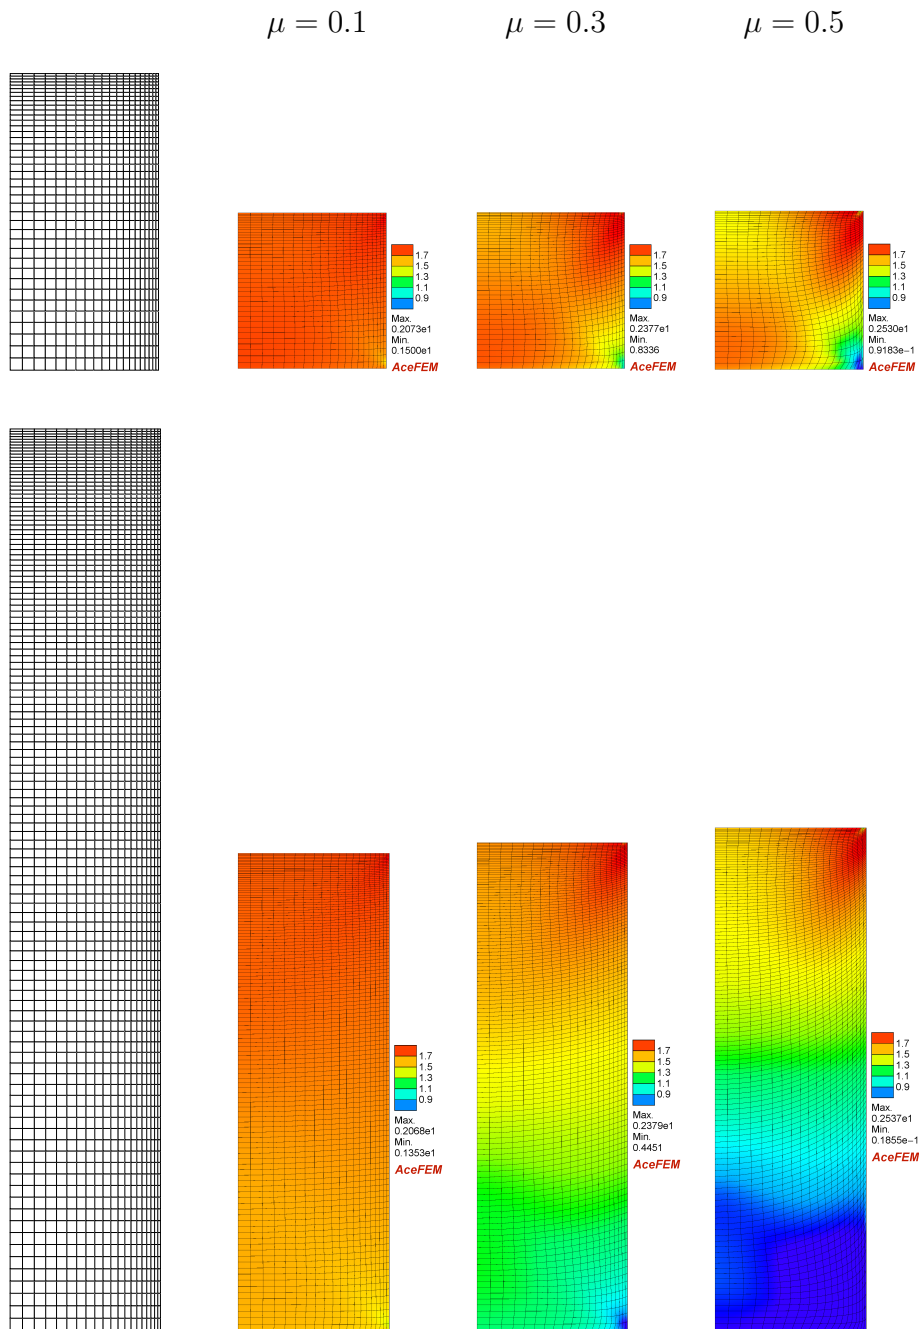 μ = 0.1
μ = 0.3
μ = 0.5
1.7
1.5
1.3
1.1
0.9
Max.
0.2073e1
Min.
0.1500e1
AceFEM
1.7
1.5
1.3
1.1
0.9
Max.
0.2377e1
Min.
0.8336
AceFEM
1.7
1.5
1.3
1.1
0.9
Max.
0.2530e1
Min.
0.9183e−1
AceFEM
1.7
1.5
1.3
1.1
0.9
Max.
0.2068e1
Min.
0.1353e1
AceFEM
1.7
1.5
1.3
1.1
0.9
Max.
0.2379e1
Min.
0.4451
AceFEM
1.7
1.5
1.3
1.1
0.9
Max.
0.2537e1
Min.
0.1855e−1
AceFEM